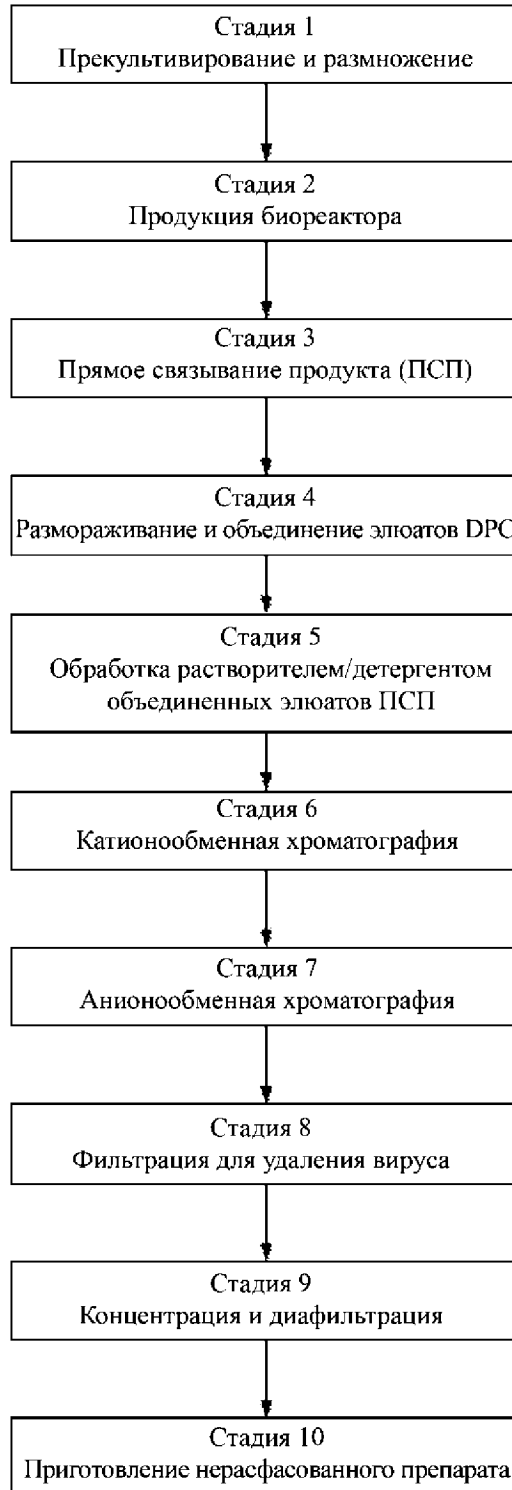 Стадия 1
Прекультивирование и размножение
Стадия 2
Продукция биореактора
Стадия 3
Прямое связывание продукта (ПСП)
Стадия 4
Размораживание и объединение элюатов DPC
Стадия 5
Обработка растворителем/детергентом
объединенных элюатов ПСП
Стадия 6
Катионообменная хроматография
Стадия 7
Анионообменная хроматография
Стадия 8
Фильтрация для удаления вируса
Стадия 9
Концентрация и диафильтрация
Стадия 10
Приготовление нерасфасованного препарата